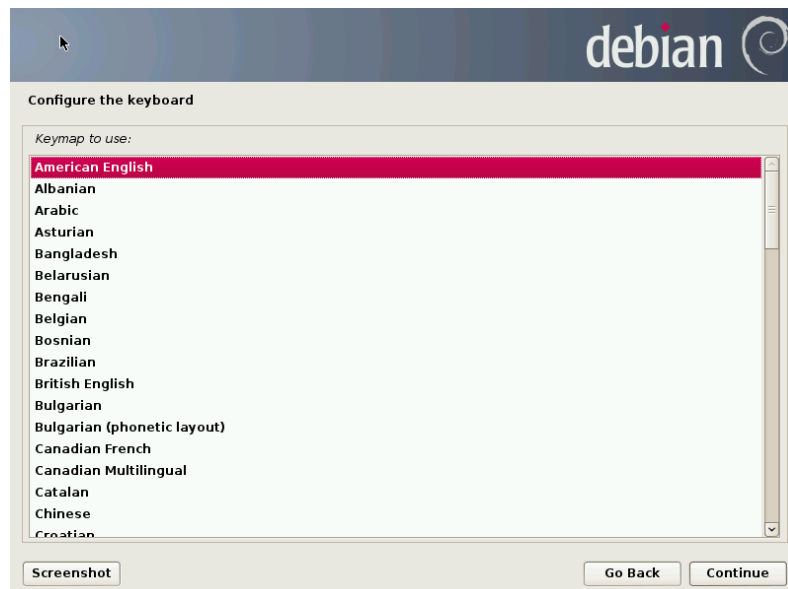 debian
Configure the keyboard
Keymap to use:
American English
Albanian
Arabic
Asturian
Bangladesh
Belarusian
Bengali
Belgian
Bosnian
Brazilian
British English
Bulgarian
Bulgarian (phonetic layout)
Canadian French
Canadian Multilingual
Catalan
Chinese
Croatian
Screenshot Go Back Continue